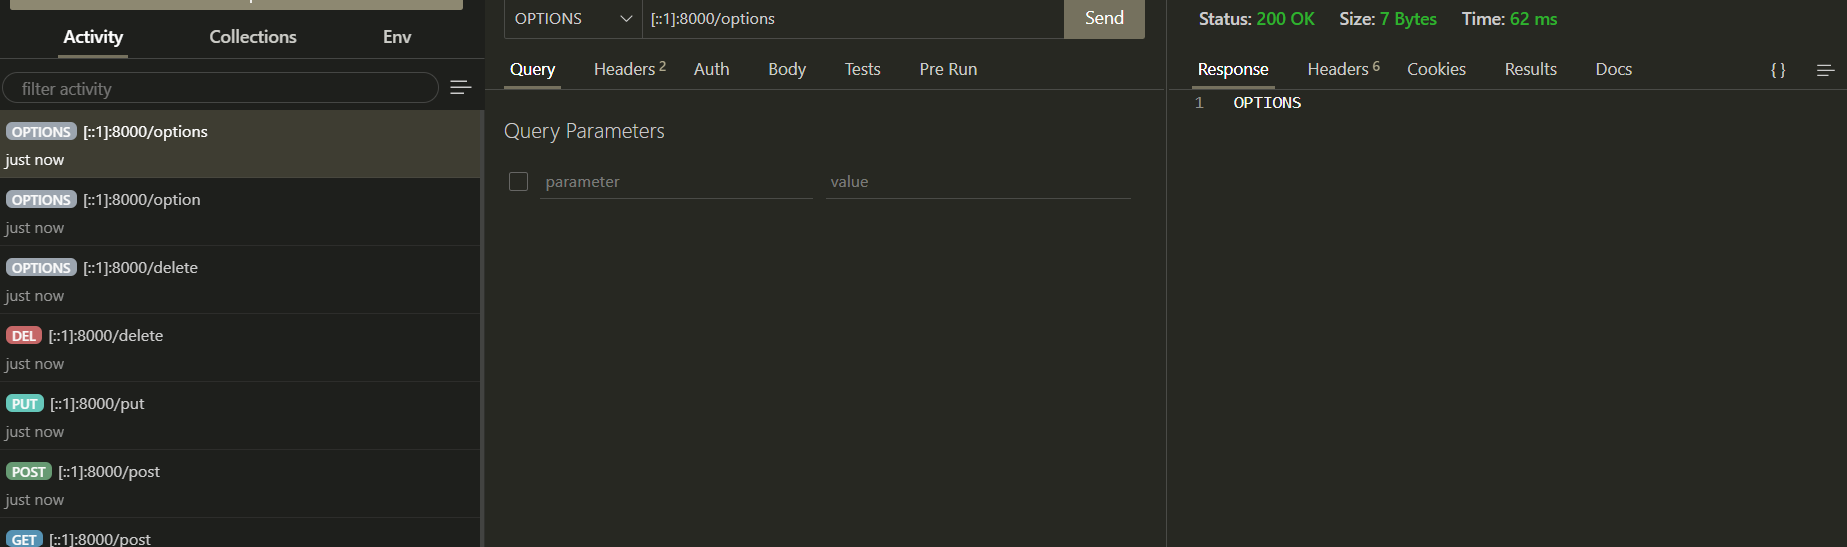 Activity
Collections
Env
filter activity
OPTIONS [::1]:8000/options
just now
OPTIONS [::1]:8000/option
just now
OPTIONS [::1]:8000/delete
just now
DEL [::1]:8000/delete
just now
PUT [::1]:8000/put
just now
POST [::1]:8000/post
just now
GET [::1]:8000/post
OPTIONS
[::1]:8000/options
Send
Query
Headers 2
Auth
Body
Tests
Pre Run
Query Parameters
parameter
value
Status: 200 OK
Size: 7 Bytes
Time: 62 ms
Response
Headers 6
Cookies
Results
Docs
{ }
1 OPTIONS